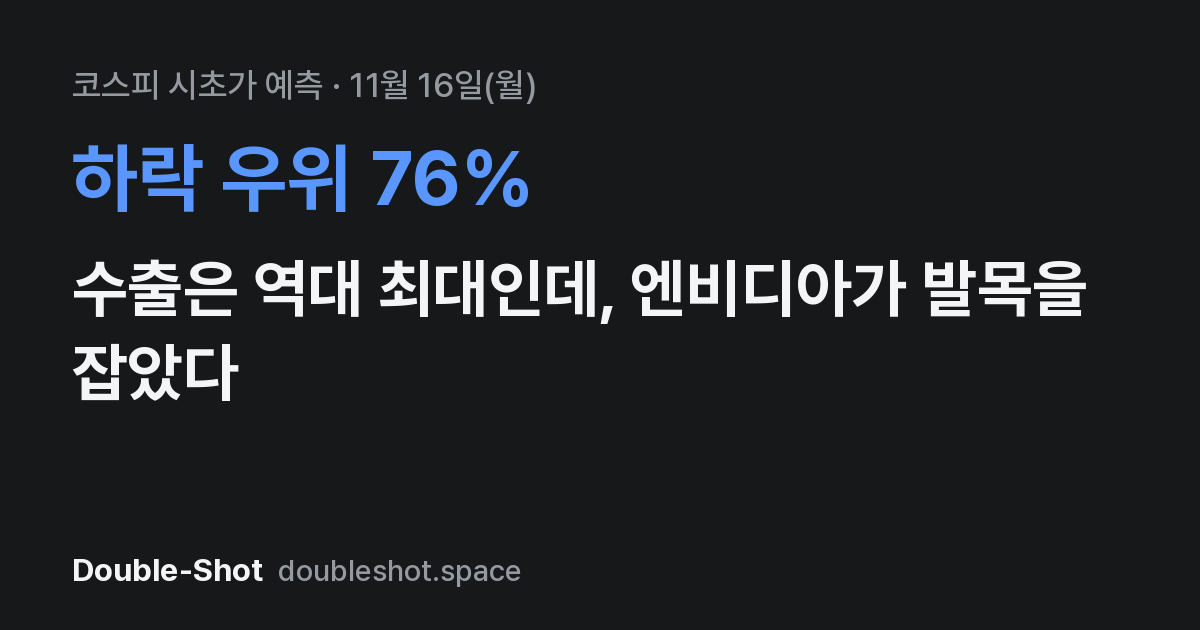 코스피 시초가 예측 · 11월 16일(월)
하락 우위 76%
수출은 역대 최대인데, 엔비디아가 발목을
잡았다
Double-Shot doubleshot.space